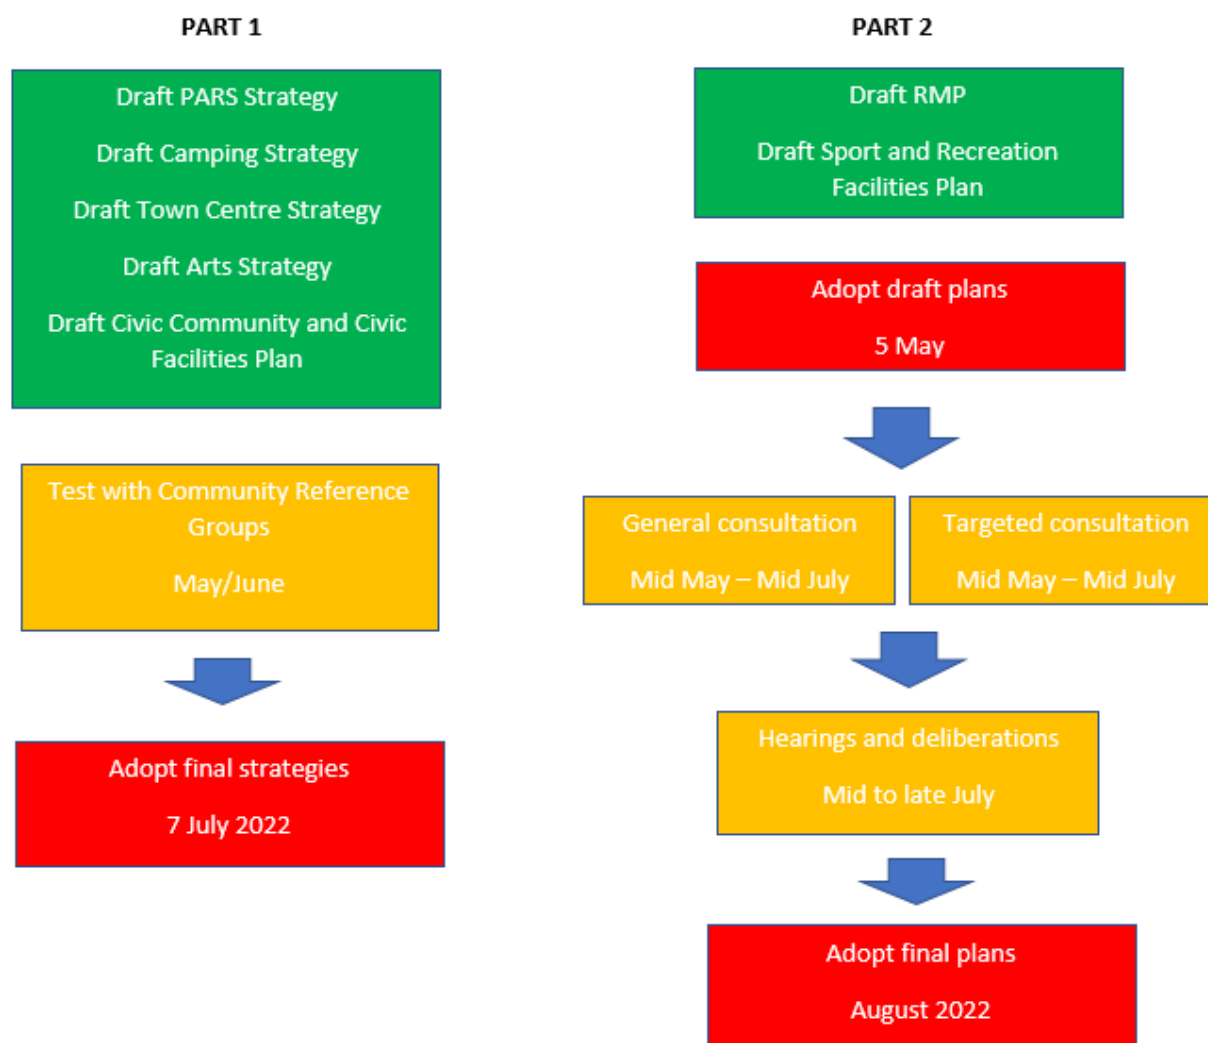 PART 1
Draft PARS Strategy
Draft Camping Strategy
Draft Town Centre Strategy
Draft Arts Strategy
Draft Civic Community and Civic
Facilities Plan
Test with Community Reference
Groups
May/June
Adopt final strategies
7 July 2022
PART 2
Draft RMP
Draft Sport and Recreation
Facilities Plan
Adopt draft plans
5 May
General consultation
Mid May – Mid July
Targeted consultation
Mid May – Mid July
Hearings and deliberations
Mid to late July
Adopt final plans
August 2022